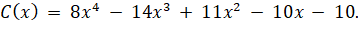 C(x) = 8x⁴ − 14x³ + 11x² − 10x − 10.